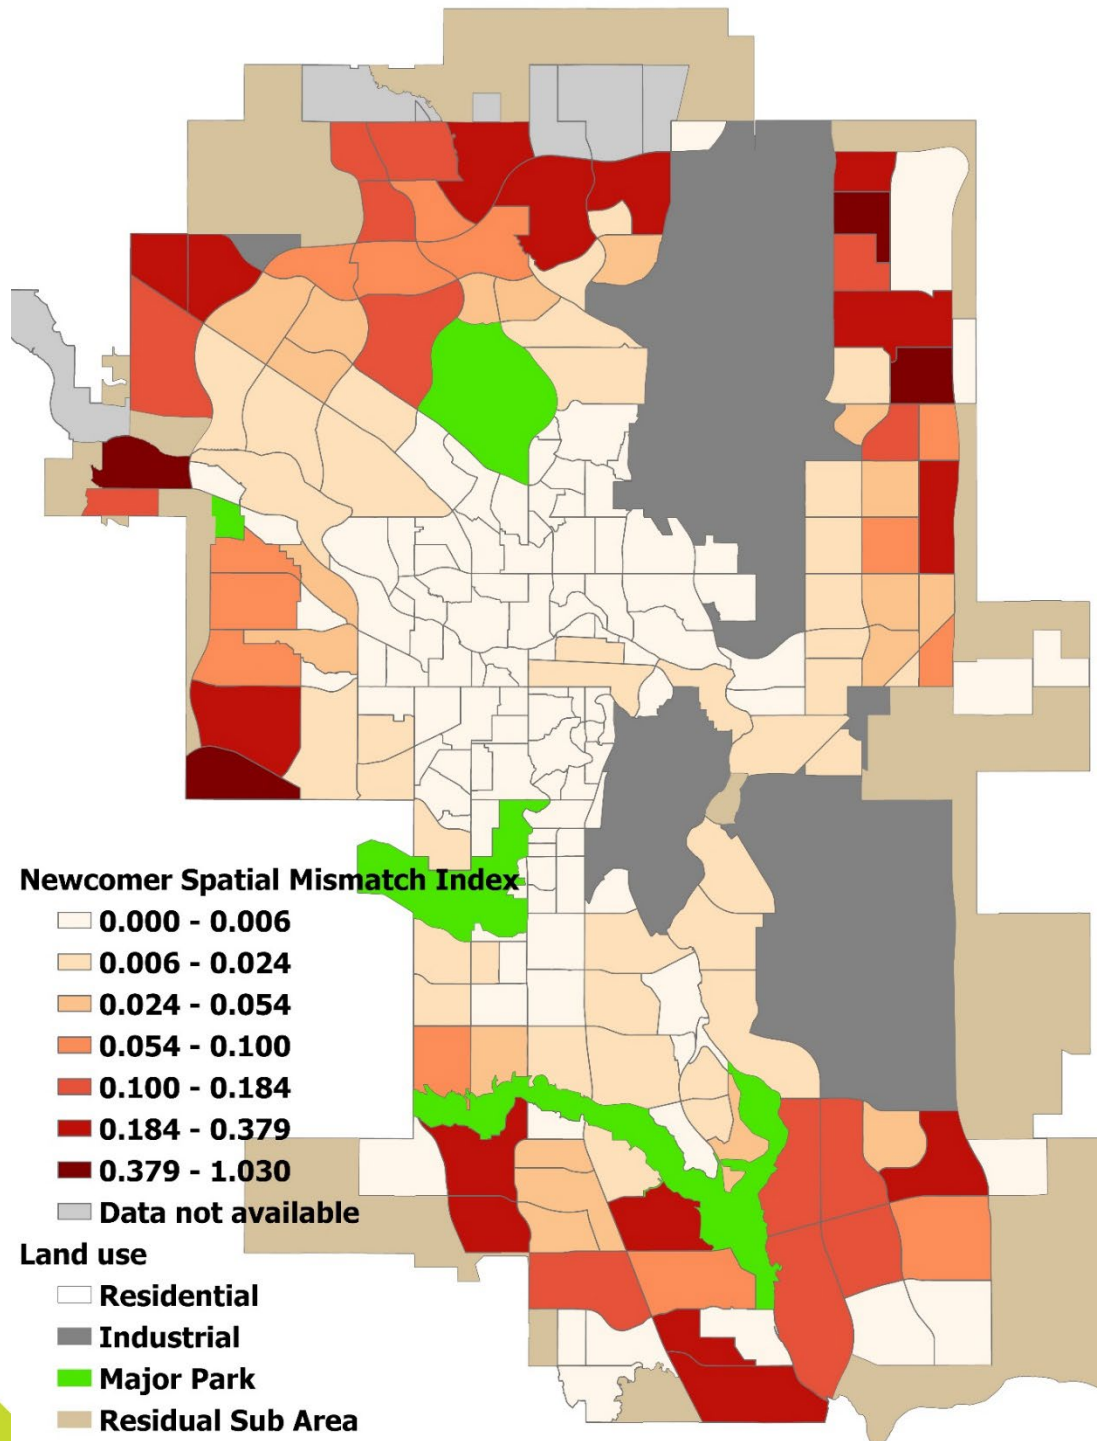 Newcomer Spatial Mismatch Index
0.000 - 0.006
0.006 - 0.024
0.024 - 0.054
0.054 - 0.100
0.100 - 0.184
0.184 - 0.379
0.379 - 1.030
Data not available
Land use
Residential
Industrial
Major Park
Residual Sub Area